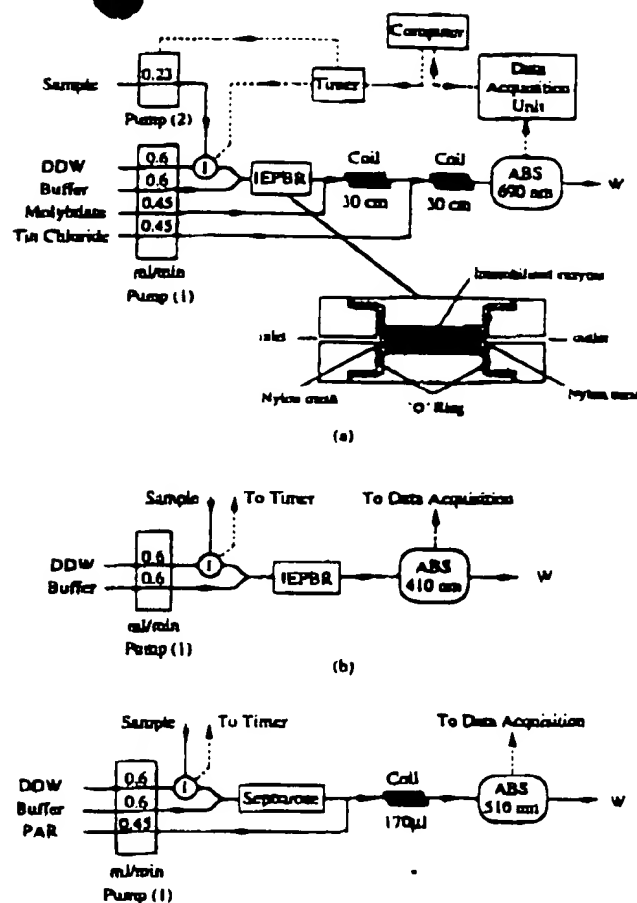 Computer
Sample
0.23
Timer
Data
Acquisition
Unit
Pump (2)
DDW
0.6
I
Buffer
0.6
IEPBR
Coil
Coil
ABS
690 nm
W
Molybdate
0.45
30 cm
30 cm
Tin Chloride
0.45
ml/min
Pump (1)
Immobilised enzyme
inlet
outlet
Nylon mesh
'O' Ring
Nylon mesh
(a)
Sample
To Timer
To Data Acquisition
DDW
0.6
I
Buffer
0.6
IEPBR
ABS
410 nm
W
ml/min
Pump (1)
(b)
Sample
To Timer
To Data Acquisition
DDW
0.6
I
Coil
ABS
510 nm
W
Buffer
0.6
Sepharose
PAR
0.45
170µl
ml/min
Pump (1)